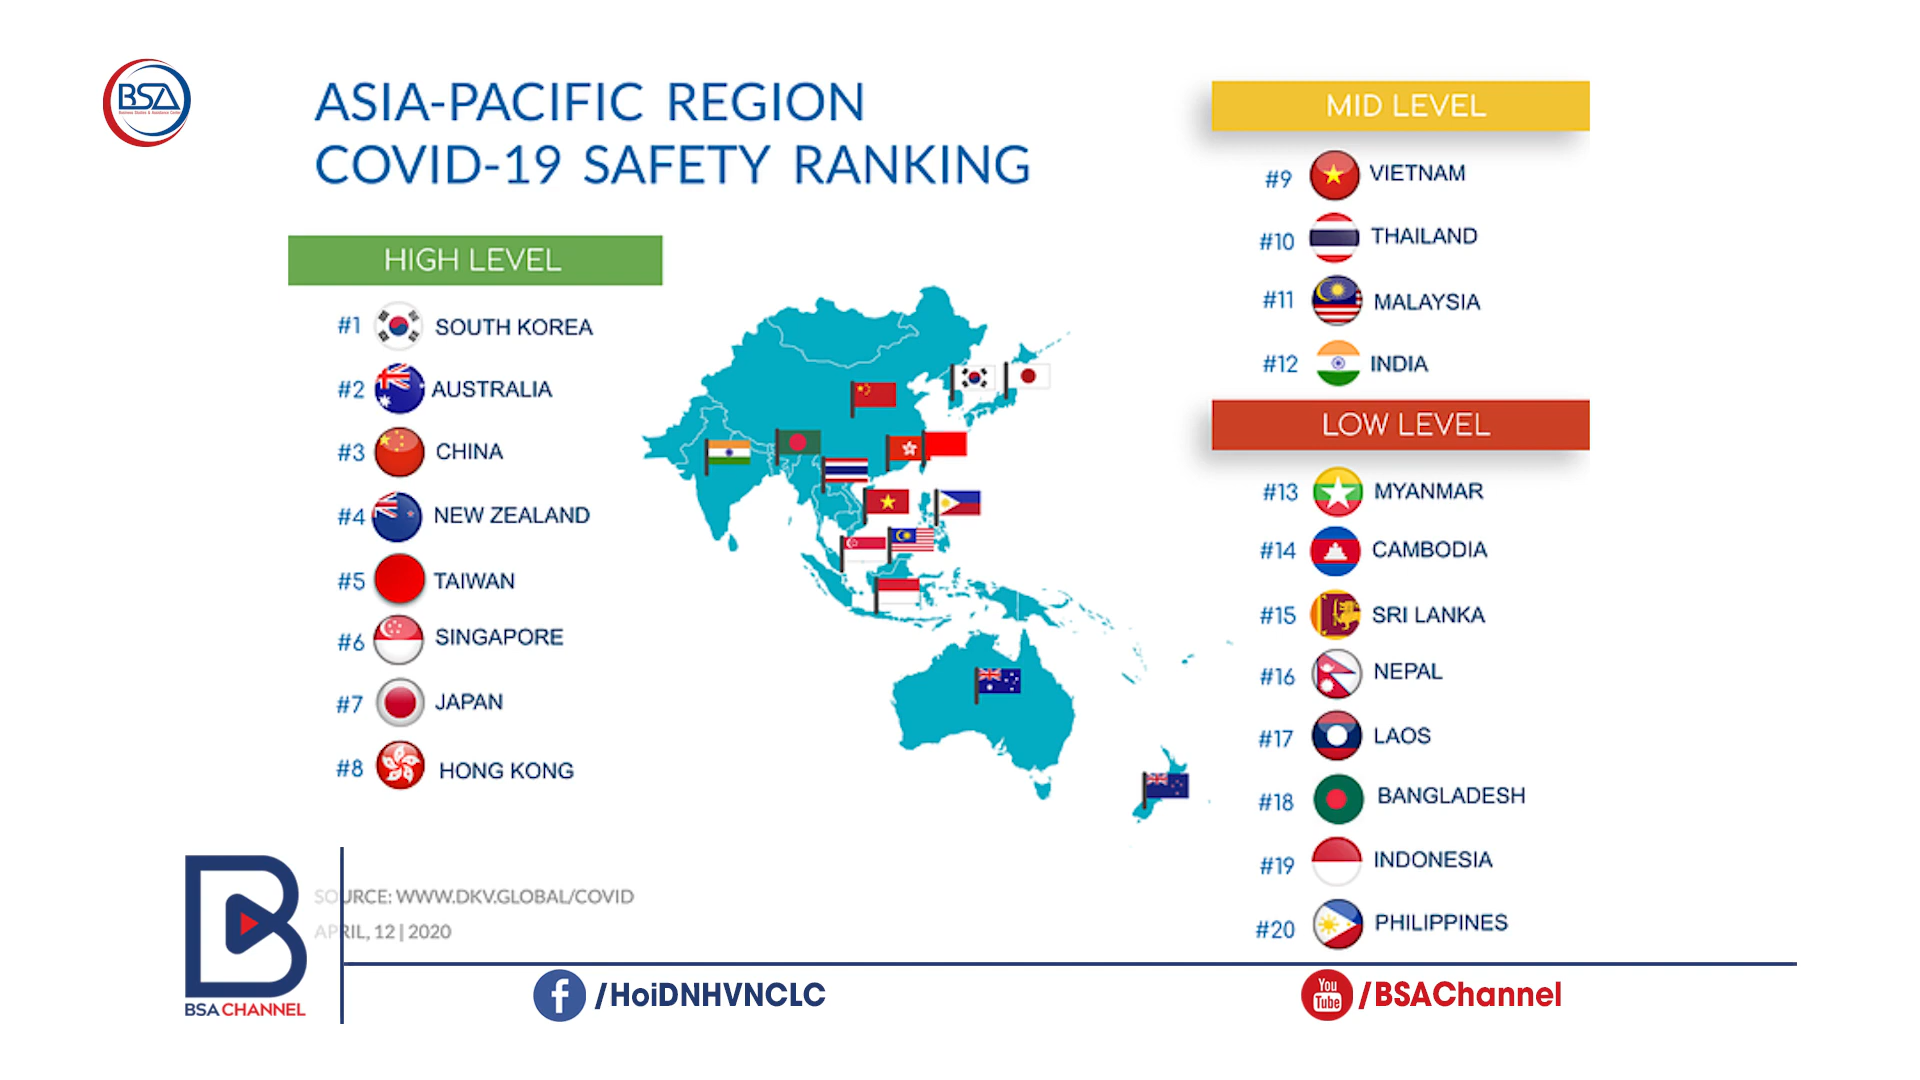 BSA
ASIA-PACIFIC REGION
COVID-19 SAFETY RANKING
HIGH LEVEL
#1 SOUTH KOREA
#2 AUSTRALIA
#3 CHINA
#4 NEW ZEALAND
#5 TAIWAN
#6 SINGAPORE
#7 JAPAN
#8 HONG KONG
MID LEVEL
#9 VIETNAM
#10 THAILAND
#11 MALAYSIA
#12 INDIA
LOW LEVEL
#13 MYANMAR
#14 CAMBODIA
#15 SRI LANKA
#16 NEPAL
#17 LAOS
#18 BANGLADESH
#19 INDONESIA
#20 PHILIPPINES
SOURCE: WWW.DKV.GLOBAL/COVID
APRIL, 12 | 2020
BSA CHANNEL
f /HoiDNHVNCLC
You
Tube
/BSAChannel